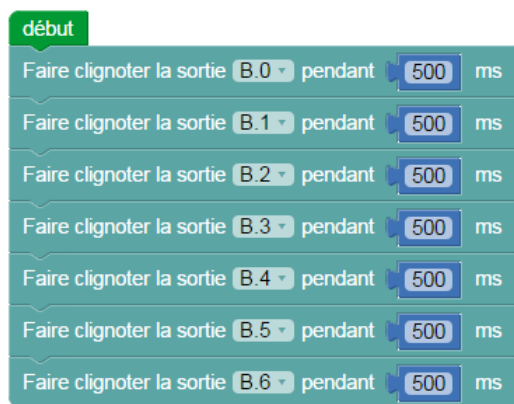 début
Faire clignoter la sortie B.0 pendant 500 ms
Faire clignoter la sortie B.1 pendant 500 ms
Faire clignoter la sortie B.2 pendant 500 ms
Faire clignoter la sortie B.3 pendant 500 ms
Faire clignoter la sortie B.4 pendant 500 ms
Faire clignoter la sortie B.5 pendant 500 ms
Faire clignoter la sortie B.6 pendant 500 ms